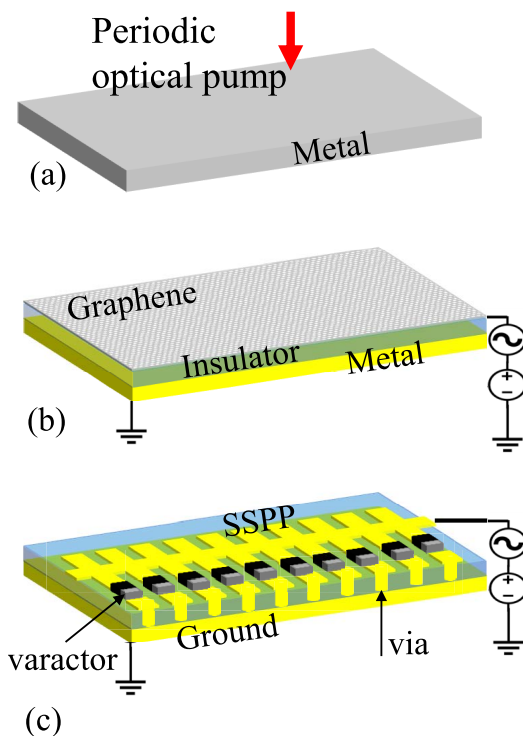 Periodic
optical pump
Metal
(a)
Graphene
Insulator
Metal
+
−
(b)
SSPP
+
−
Ground
varactor
via
(c)